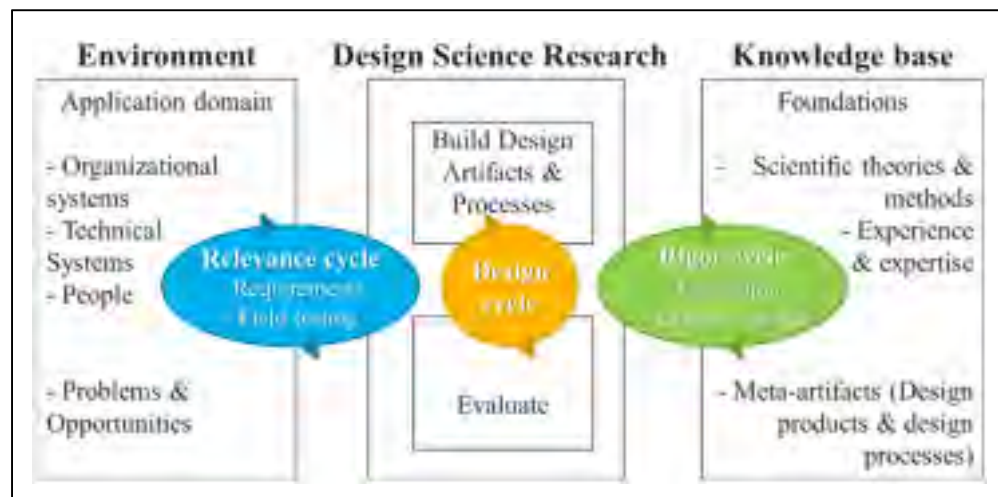 Environment
Application domain
- Organizational
systems
- Technical
Systems
- People
- Problems &
Opportunities
Relevance cycle
- Requirements
- Field testing
Design Science Research
Build Design
Artifacts &
Processes
Design
cycle
Evaluate
Knowledge base
Foundations
- Scientific theories &
methods
- Experience
& expertise
- Meta-artifacts (Design
products & design
processes)
Rigor cycle